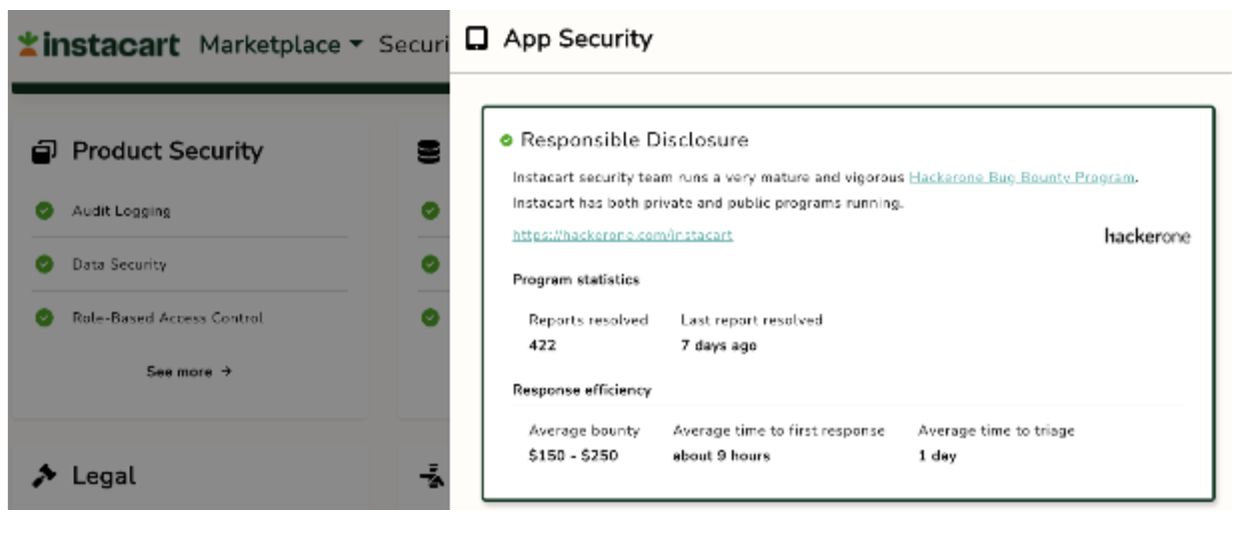 instacart Marketplace Securi
Product Security
Audit Logging
Data Security
Role-Based Access Control
See more →
Legal
App Security
Responsible Disclosure
Instacart security team runs a very mature and vigorous Hackerone Bug Bounty Program.
Instacart has both private and public programs running.
https://hackerone.com/instacart
hackerone
Program statistics
Reports resolved Last report resolved
422 7 days ago
Response efficiency
Average bounty Average time to first response Average time to triage
$150 - $250 about 9 hours 1 day